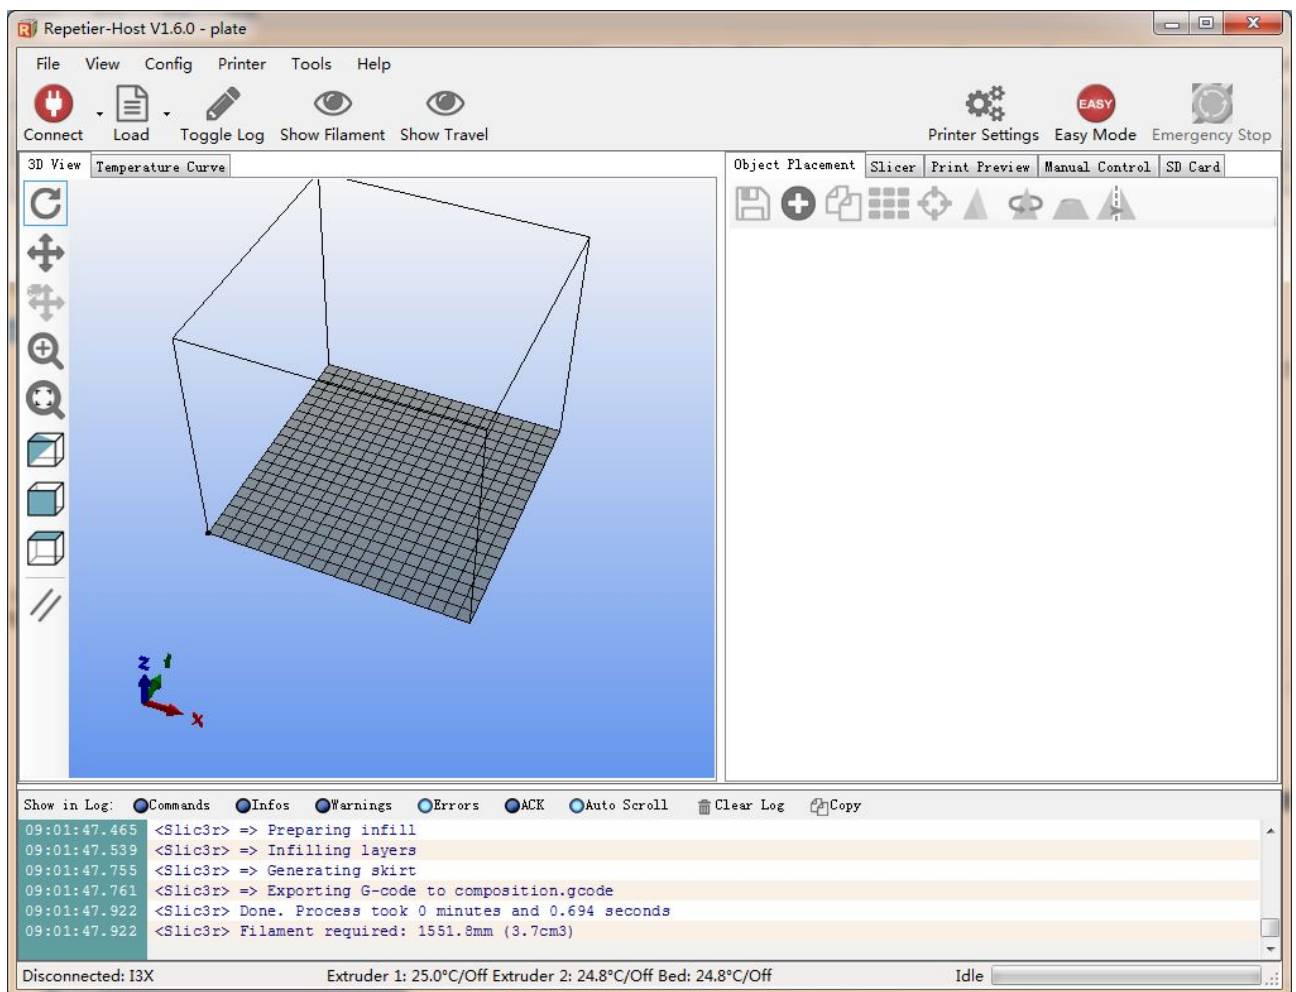 Repetier-Host V1.6.0 - plate
File View Config Printer Tools Help
EASY
Connect Load Toggle Log Show Filament Show Travel Printer Settings Easy Mode Emergency Stop
3D View Temperature Curve
Object Placement Slicer Print Preview Manual Control SD Card
Z
X
Show in Log: Commands Infos Warnings Errors ACK Auto Scroll Clear Log Copy
09:01:47.465 <Slic3r> => Preparing infill
09:01:47.539 <Slic3r> => Infilling layers
09:01:47.755 <Slic3r> => Generating skirt
09:01:47.761 <Slic3r> => Exporting G-code to composition.gcode
09:01:47.922 <Slic3r> Done. Process took 0 minutes and 0.694 seconds
09:01:47.922 <Slic3r> Filament required: 1551.8mm (3.7cm3)
Disconnected: I3X Extruder 1: 25.0°C/Off Extruder 2: 24.8°C/Off Bed: 24.8°C/Off Idle